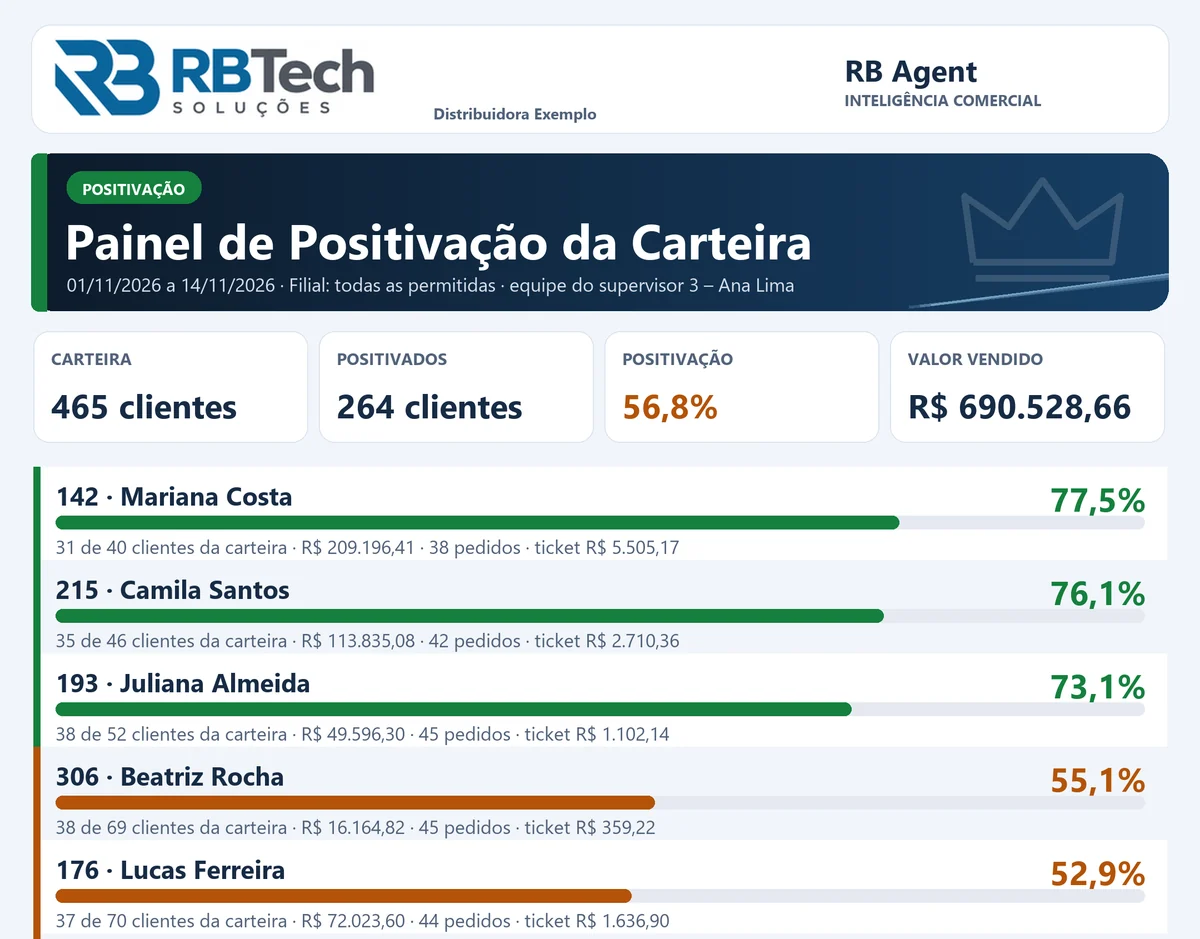 RBTech
SOLUÇÕES
Distribuidora Exemplo
RB Agent
INTELIGÊNCIA COMERCIAL
POSITIVAÇÃO
Painel de Positivação da Carteira
01/11/2026 a 14/11/2026 · Filial: todas as permitidas · equipe do supervisor 3 – Ana Lima
CARTEIRA
465 clientes
POSITIVADOS
264 clientes
POSITIVAÇÃO
56,8%
VALOR VENDIDO
R$ 690.528,66
142 · Mariana Costa
77,5%
31 de 40 clientes da carteira · R$ 209.196,41 · 38 pedidos · ticket R$ 5.505,17
215 · Camila Santos
76,1%
35 de 46 clientes da carteira · R$ 113.835,08 · 42 pedidos · ticket R$ 2.710,36
193 · Juliana Almeida
73,1%
38 de 52 clientes da carteira · R$ 49.596,30 · 45 pedidos · ticket R$ 1.102,14
306 · Beatriz Rocha
55,1%
38 de 69 clientes da carteira · R$ 16.164,82 · 45 pedidos · ticket R$ 359,22
176 · Lucas Ferreira
52,9%
37 de 70 clientes da carteira · R$ 72.023,60 · 44 pedidos · ticket R$ 1.636,90